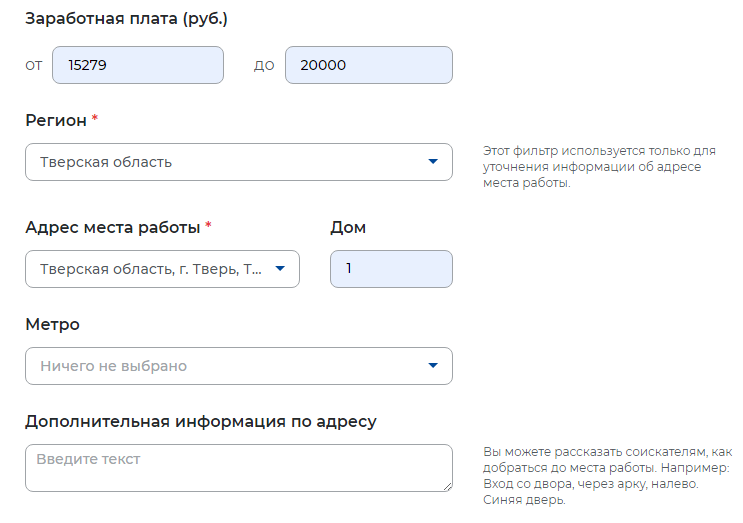 Заработная плата (руб.)
от 15279 до 20000
Регион *
Тверская область
Этот фильтр используется только для
уточнения информации об адресе
места работы.
Адрес места работы * Дом
Тверская область, г. Тверь, Т... 1
Метро
Ничего не выбрано
Дополнительная информация по адресу
Введите текст
Вы можете рассказать соискателям, как
добраться до места работы. Например:
Вход со двора, через арку, налево.
Синяя дверь.